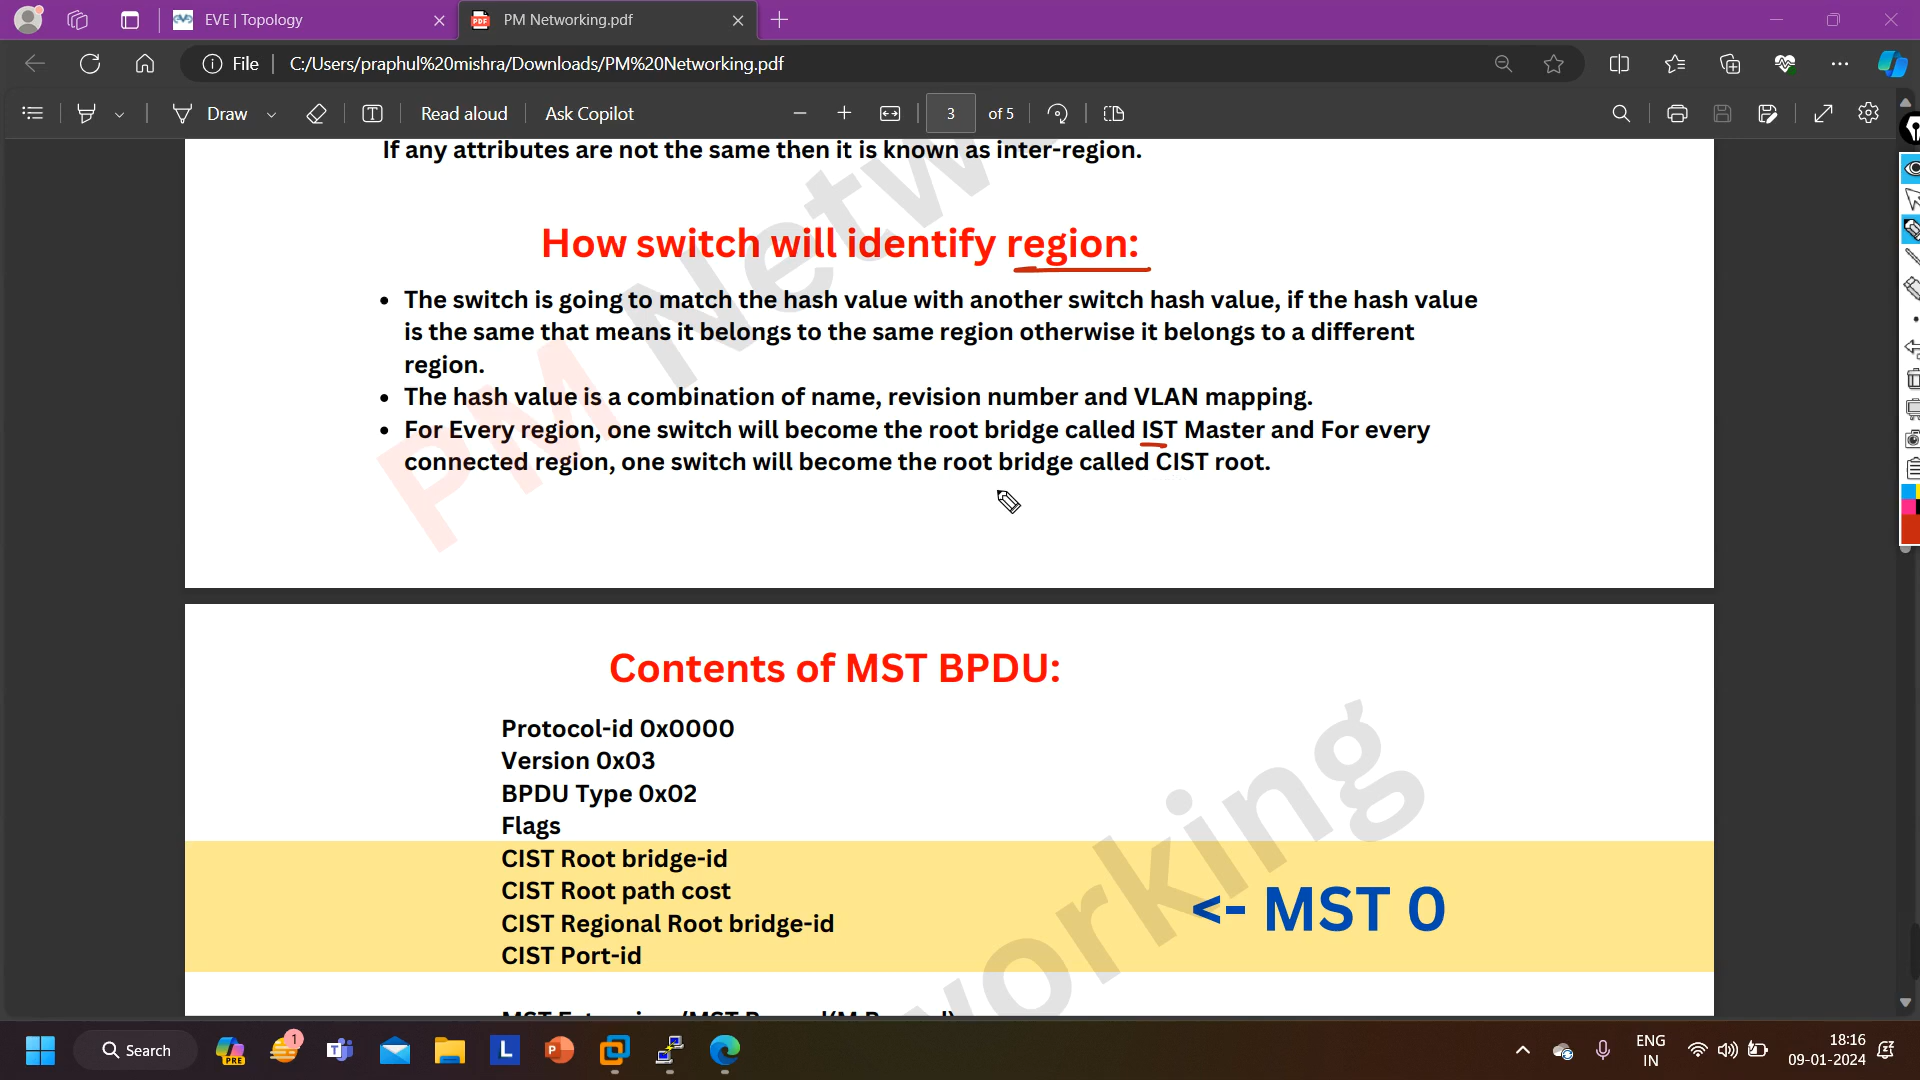 EVE | Topology
PM Networking.pdf
File
C:/Users/praphul%20mishra/Downloads/PM%20Networking.pdf
Draw
Read aloud
Ask Copilot
3
of 5
If any attributes are not the same then it is known as inter-region.
How switch will identify region:
• The switch is going to match the hash value with another switch hash value, if the hash value
is the same that means it belongs to the same region otherwise it belongs to a different
region.
• The hash value is a combination of name, revision number and VLAN mapping.
• For Every region, one switch will become the root bridge called IST Master and For every
connected region, one switch will become the root bridge called CIST root.
PM Netw
Contents of MST BPDU:
Protocol-id 0x0000
Version 0x03
BPDU Type 0x02
Flags
CIST Root bridge-id
CIST Root path cost
CIST Regional Root bridge-id
CIST Port-id
<- MST 0
working
Search
PRE
1
L
P
ENG
IN
18:16
09-01-2024